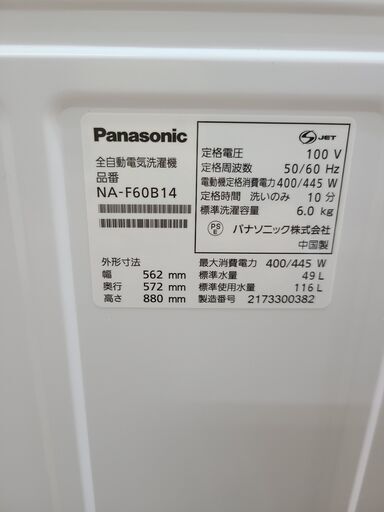 Panasonic
全自動電気洗濯機
品番
NA-F60B14
S JET
定格電圧 100 V
定格周波数 50/60 Hz
電動機定格消費電力 400/445 W
定格時間 洗いのみ 10 分
標準洗濯容量 6.0 kg
PS E パナソニック株式会社
中国製
外形寸法
幅 562 mm
奥行 572 mm
高さ 880 mm
最大消費電力 400/445 W
標準水量 49 L
標準使用水量 116 L
製造番号 2173300382